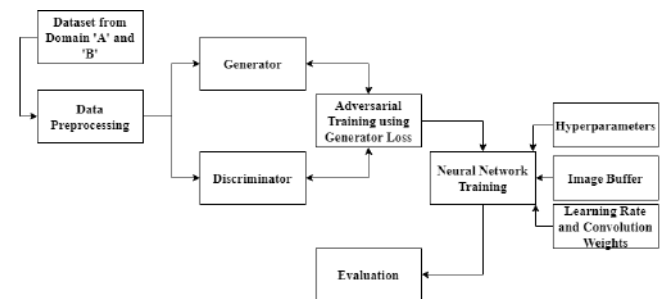 Dataset from
Domain 'A' and
'B'
Data
Preprocessing
Generator
Discriminator
Adversarial
Training using
Generator Loss
Neural Network
Training
Hyperparameters
Image Buffer
Learning Rate
and Convolution
Weights
Evaluation